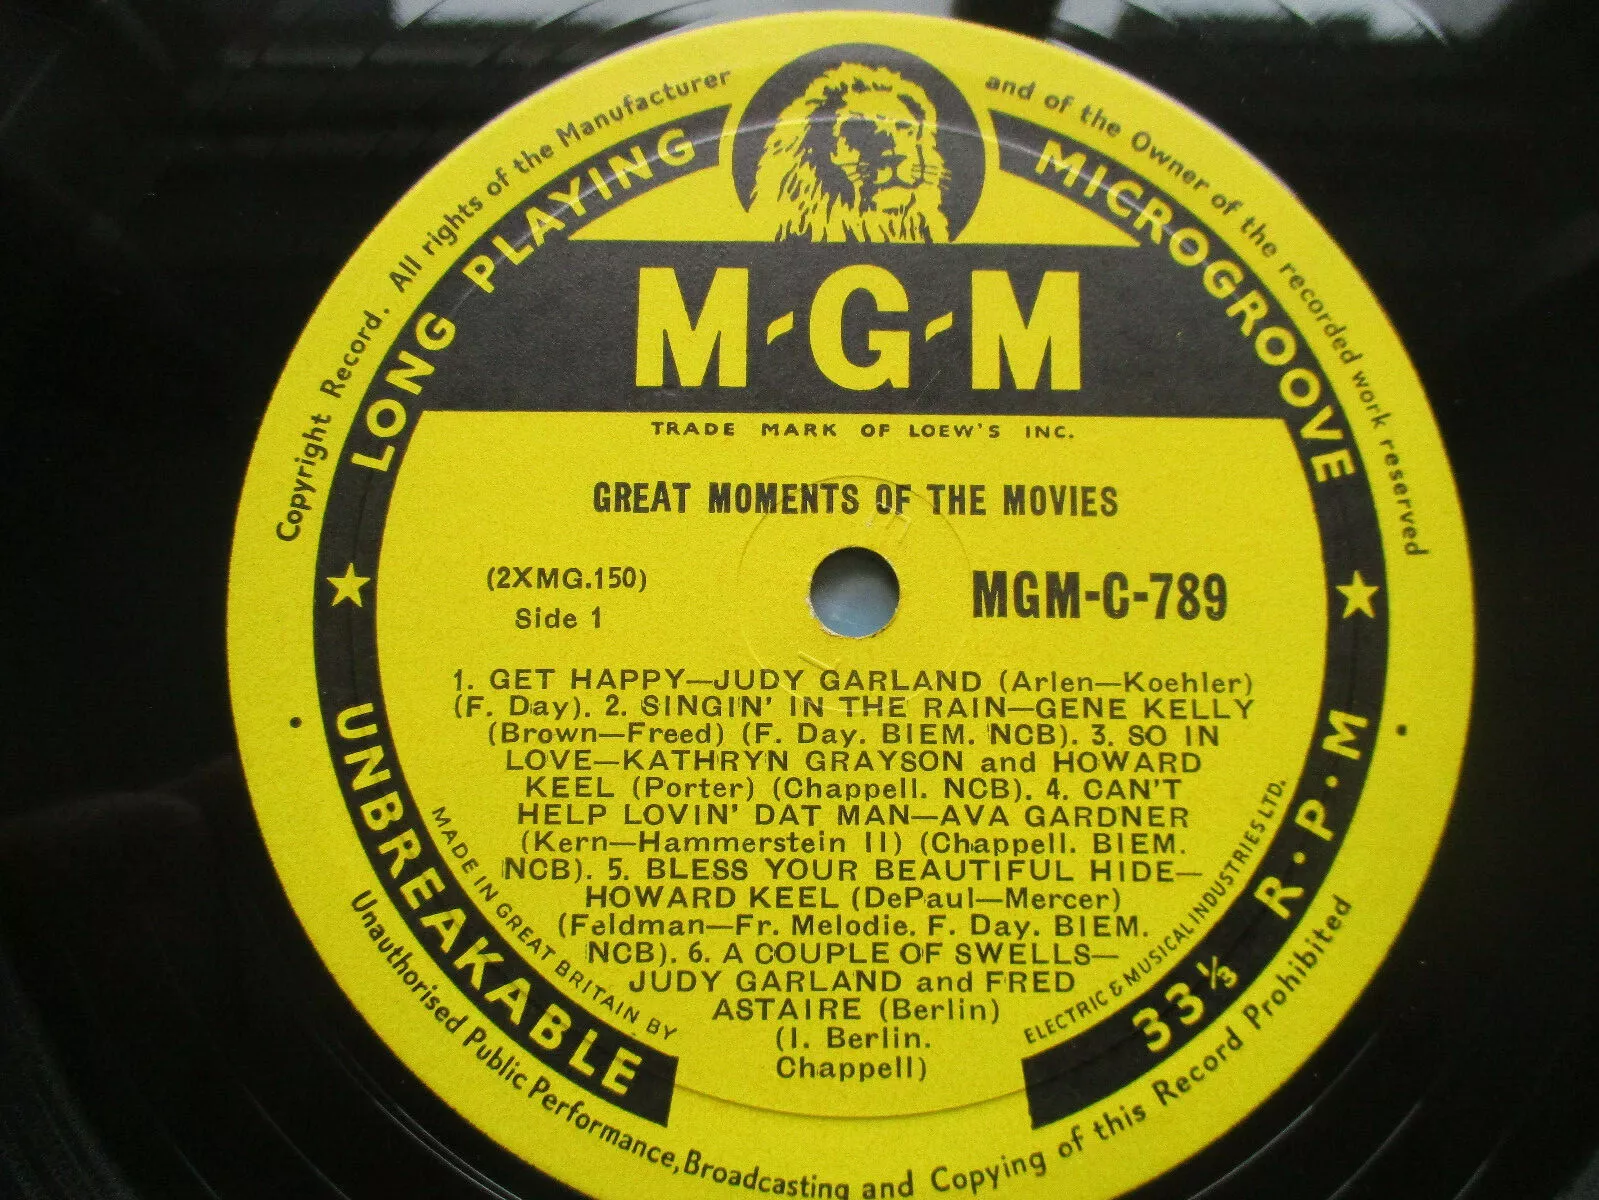 Copyright Record. All rights of the Manufacturer and of the Owner of the recorded work reserved
LONG PLAYING MICROGROOVE
M-G-M
TRADE MARK OF LOEW'S INC.
GREAT MOMENTS OF THE MOVIES
(2XMG.150)
Side 1
MGM-C-789
1. GET HAPPY—JUDY GARLAND (Arlen—Koehler)
(F. Day). 2. SINGIN' IN THE RAIN—GENE KELLY
(Brown—Freed) (F. Day. BIEM. NCB). 3. SO IN
LOVE—KATHRYN GRAYSON and HOWARD
KEEL (Porter) (Chappell. NCB). 4. CAN'T
HELP LOVIN' DAT MAN—AVA GARDNER
(Kern—Hammerstein II) (Chappell. BIEM.
NCB). 5. BLESS YOUR BEAUTIFUL HIDE—
HOWARD KEEL (DePaul—Mercer)
(Feldman—Fr. Melodie. F. Day. BIEM.
NCB). 6. A COUPLE OF SWELLS—
JUDY GARLAND and FRED
ASTAIRE (Berlin)
(I. Berlin.
Chappell)
MADE IN GREAT BRITAIN BY
ELECTRIC & MUSICAL INDUSTRIES LTD.
UNBREAKABLE
33⅓ R·P·M
Unauthorised Public Performance, Broadcasting and Copying of this Record Prohibited